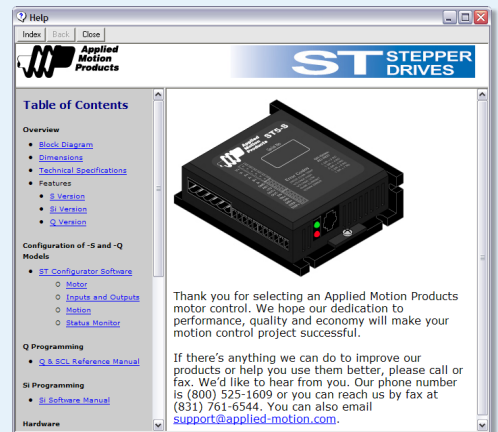 Help
Index Back Close
Applied
Motion
Products
ST STEPPER
DRIVES
Table of Contents
Overview
Block Diagram
Dimensions
Technical Specifications
Features
S Version
Si Version
Q Version
Configuration of -S and -Q
Models
ST Configurator Software
Motor
Inputs and Outputs
Motion
Status Monitor
Q Programming
Q & SCL Reference Manual
Si Programming
Si Software Manual
Hardware
Applied
Motion
Products
ST5-S
Thank you for selecting an Applied Motion Products
motor control. We hope our dedication to
performance, quality and economy will make your
motion control project successful.
If there's anything we can do to improve our
products or help you use them better, please call or
fax. We'd like to hear from you. Our phone number
is (800) 525-1609 or you can reach us by fax at
(831) 761-6544. You can also email
support@applied-motion.com.